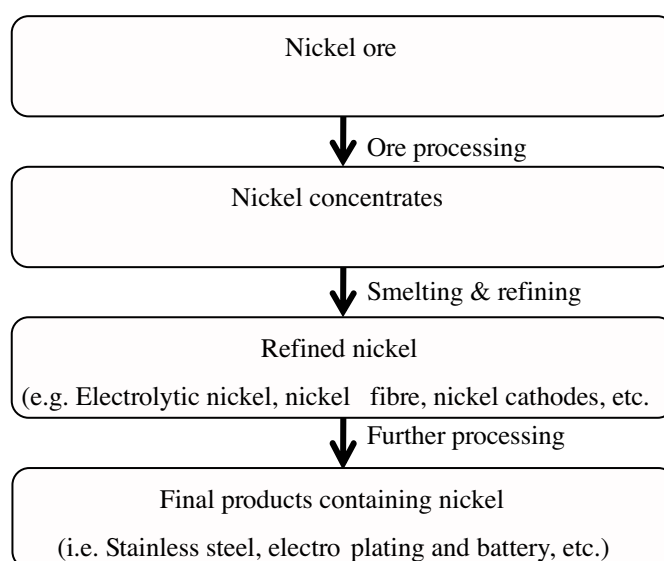 Nickel ore
Ore processing
Nickel concentrates
Smelting & refining
Refined nickel
(e.g. Electrolytic nickel, nickel fibre, nickel cathodes, etc.
Further processing
Final products containing nickel
(i.e. Stainless steel, electro plating and battery, etc.)